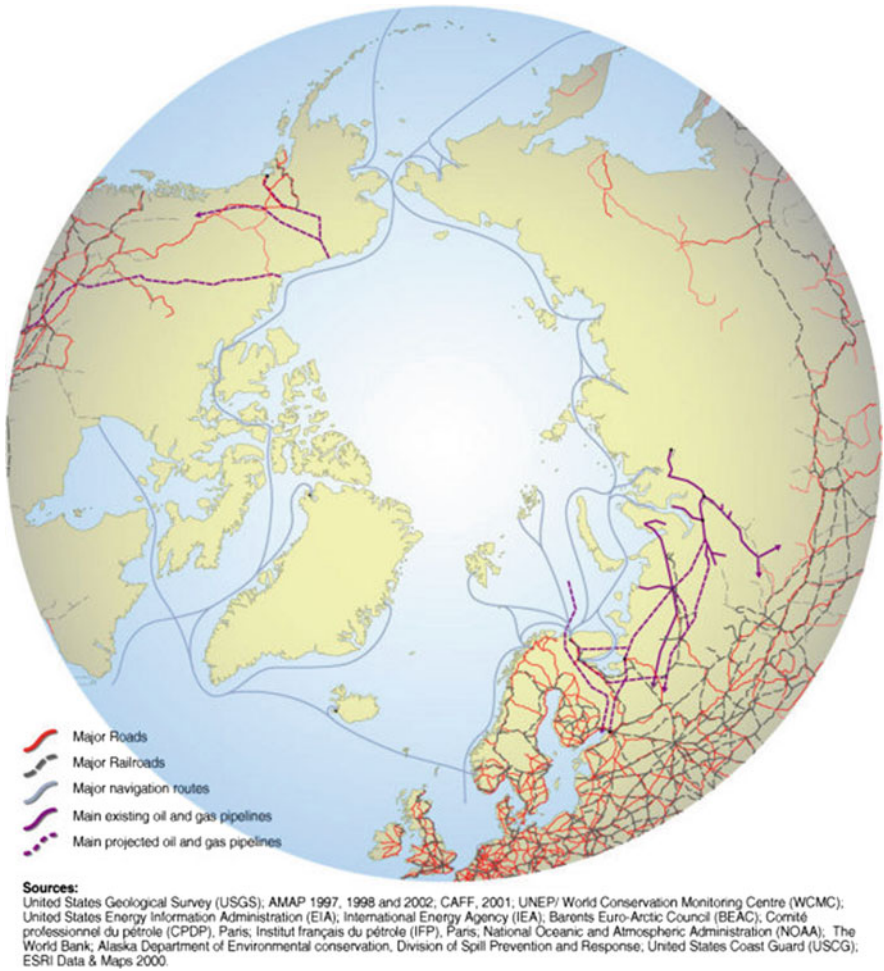 Major Roads
Major Railroads
Major navigation routes
Main existing oil and gas pipelines
Main projected oil and gas pipelines
Sources:
United States Geological Survey (USGS); AMAP 1997, 1998 and 2002; CAFF, 2001; UNEP/ World Conservation Monitoring Centre (WCMC);
United States Energy Information Administration (EIA); International Energy Agency (IEA); Barents Euro-Arctic Council (BEAC); Comité
professionnel du pétrole (CPDP), Paris; Institut français du pétrole (IFP), Paris; National Oceanic and Atmospheric Administration (NOAA); The
World Bank; Alaska Department of Environmental conservation, Division of Spill Prevention and Response; United States Coast Guard (USCG);
ESRI Data & Maps 2000.